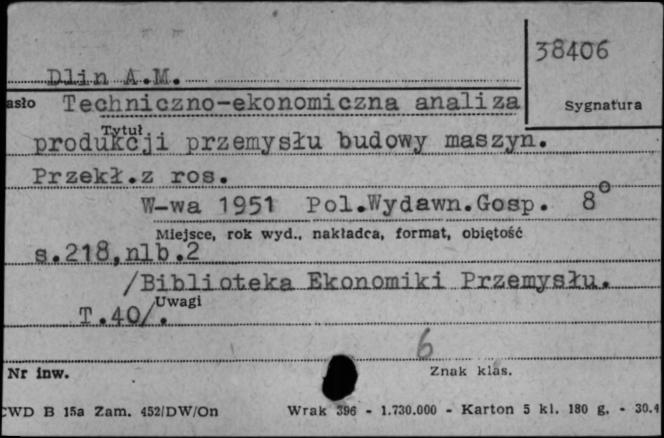 38406
Dlin A.M.
asło Techniczno-ekonomiczna analiza
Sygnatura
Tytuł
produkcji przemysłu budowy maszyn.
Przekł.z ros.
W-wa 1951 Pol.Wydawn.Gosp. 8°
Miejsce, rok wyd., nakładca, format, objętość
s.218,nlb.2
/Biblioteka Ekonomiki Przemysłu.
Uwagi
T.40/.
6
Nr inw.
Znak klas.
CWD B 15a Zam. 452/DW/On Wrak 396 - 1.730.000 - Karton 5 kl. 180 g. - 30.4